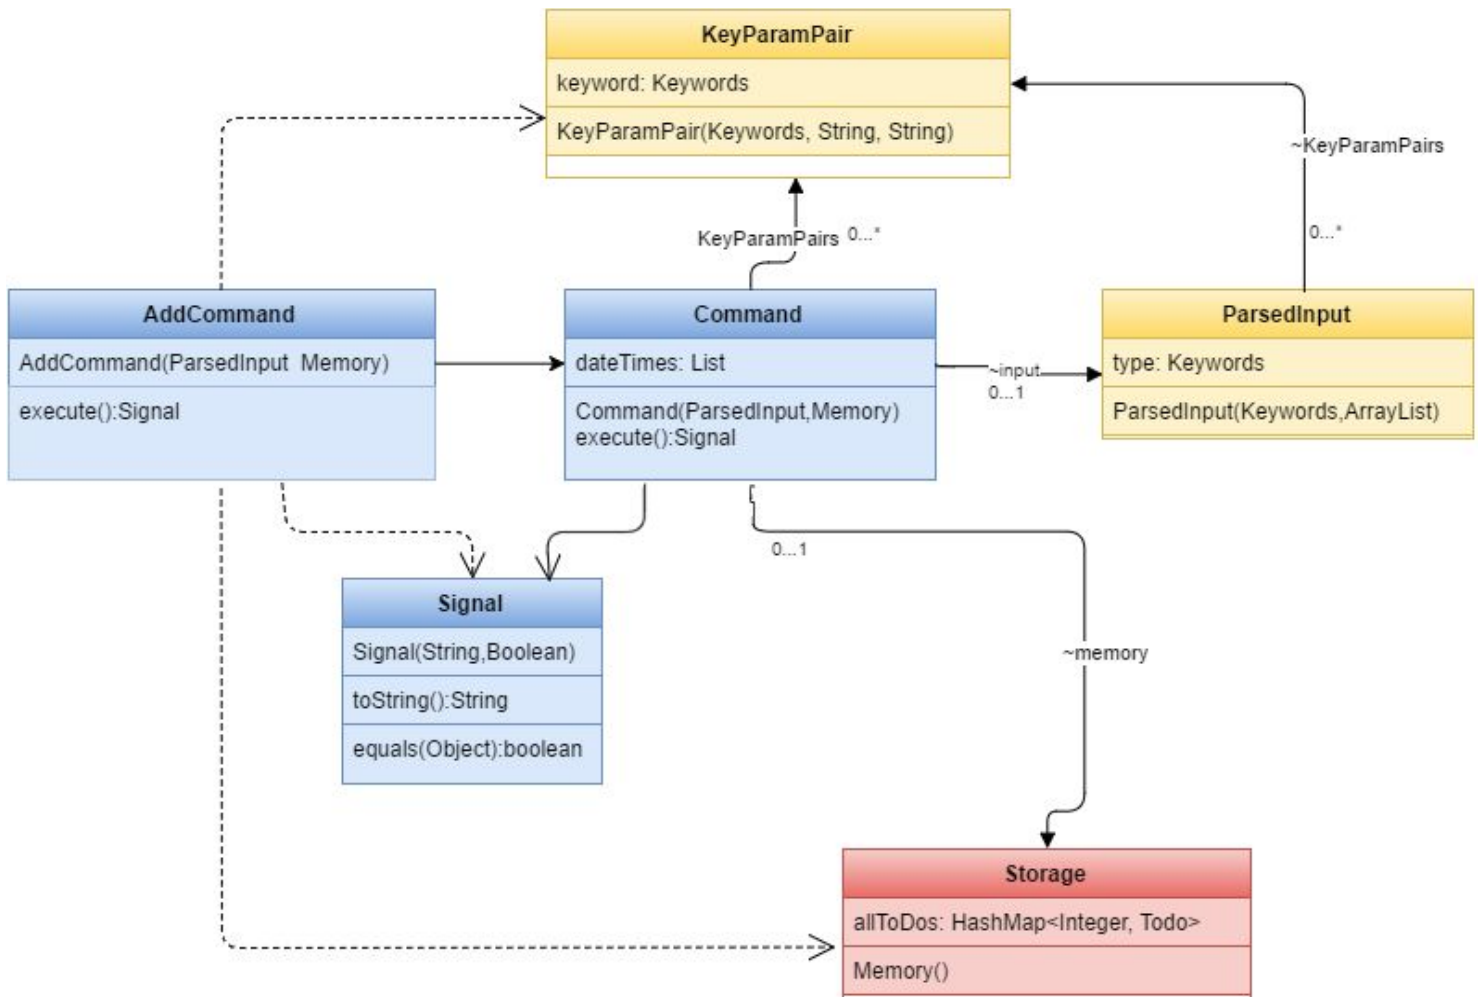 KeyParamPair
keyword: Keywords
KeyParamPair(Keywords, String, String)
~KeyParamPairs
KeyParamPairs 0...*
0...*
AddCommand
AddCommand(ParsedInput Memory)
execute():Signal
Command
dateTimes: List
Command(ParsedInput,Memory)
execute():Signal
~input
0...1
ParsedInput
type: Keywords
ParsedInput(Keywords,ArrayList)
0...1
Signal
Signal(String,Boolean)
toString():String
equals(Object):boolean
~memory
Storage
allToDos: HashMap<Integer, Todo>
Memory()